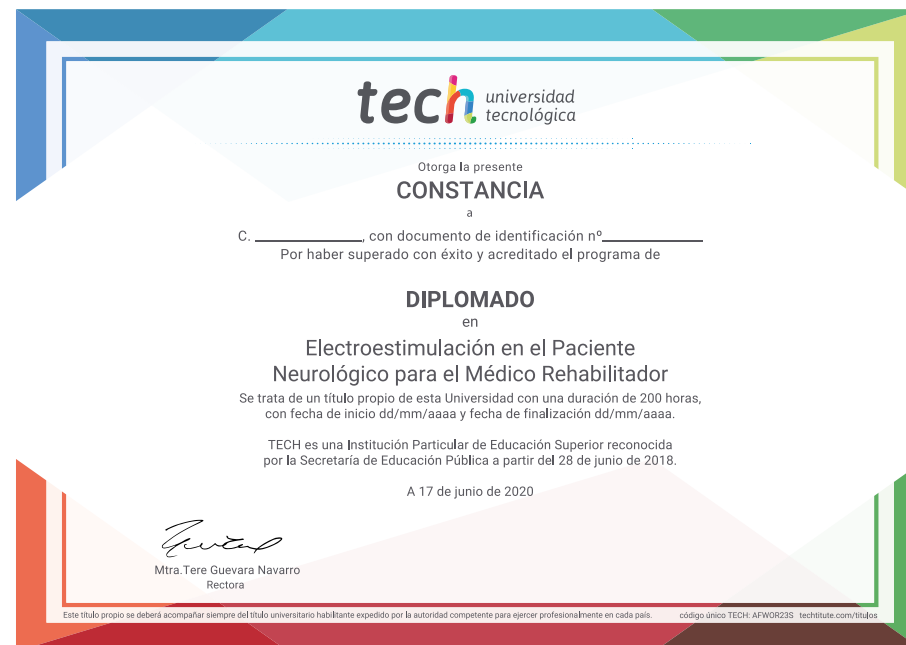 tech universidad
tecnológica
Otorga la presente
CONSTANCIA
a
C. ______________, con documento de identificación nº______________
Por haber superado con éxito y acreditado el programa de
DIPLOMADO
en
Electroestimulación en el Paciente
Neurológico para el Médico Rehabilitador
Se trata de un título propio de esta Universidad con una duración de 200 horas,
con fecha de inicio dd/mm/aaaa y fecha de finalización dd/mm/aaaa.
TECH es una Institución Particular de Educación Superior reconocida
por la Secretaría de Educación Pública a partir del 28 de junio de 2018.
A 17 de junio de 2020
Mtra.Tere Guevara Navarro
Rectora
Este título propio se deberá acompañar siempre del título universitario habilitante expedido por la autoridad competente para ejercer profesionalmente en cada país. código único TECH: AFWOR23S techtitute.com/titulos